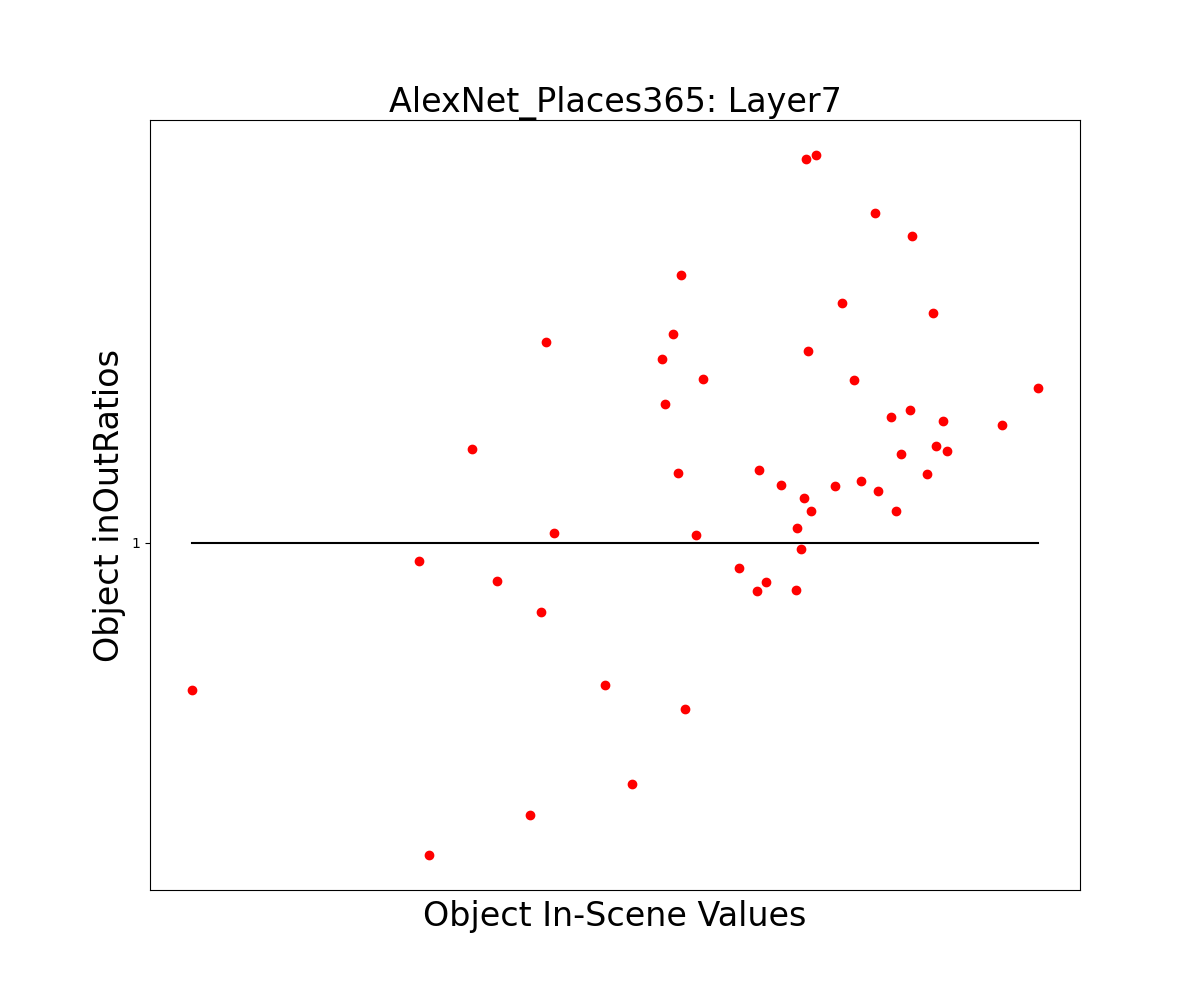 AlexNet_Places365: Layer7
Object inOutRatios
1
Object In-Scene Values